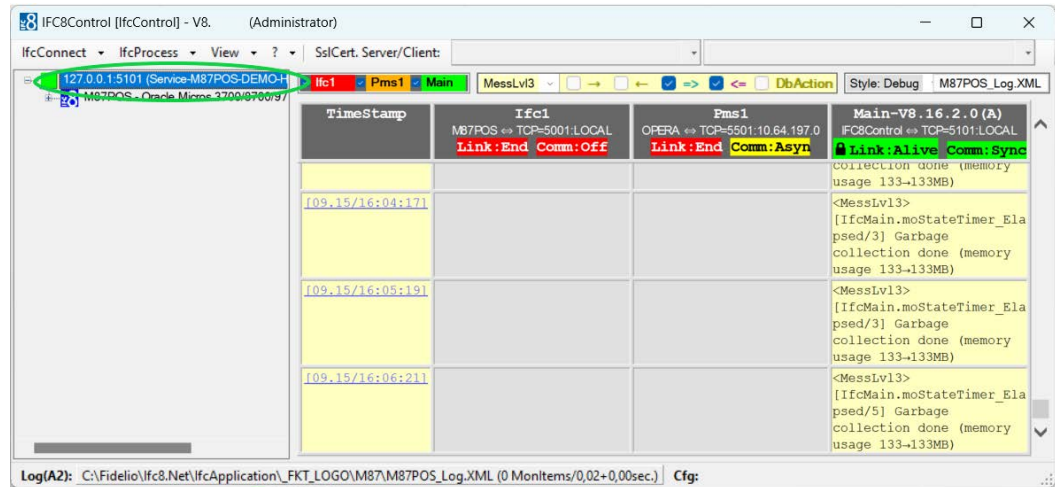 IFC8Control [IfcControl] - V8. (Administrator)
IfcConnect IfcProcess View ? SslCert. Server/Client:
127.0.0.1:5101 (Service-M87POS-DEMO-H
M87POS - Oracle Micros 3700/8700/97
Ifc1 Pms1 Main MessLvl3 → ← => <= DbAction Style: Debug M87POS_Log.XML
TimeStamp Ifc1 Pms1 Main-V8.16.2.0(A)
M87POS ⇔ TCP=5001:LOCAL OPERA ⇔ TCP=5501:10.64.197.0 IFC8Control ⇔ TCP=5101:LOCAL
Link:End Comm:Off Link:End Comm:Asyn Link:Alive Comm:Sync
collection done (memory
usage 133→133MB)
[09.15/16:04:17] <MessLvl3>
[IfcMain.moStateTimer_Ela
psed/3] Garbage
collection done (memory
usage 133→133MB)
[09.15/16:05:19] <MessLvl3>
[IfcMain.moStateTimer_Ela
psed/3] Garbage
collection done (memory
usage 133→133MB)
[09.15/16:06:21] <MessLvl3>
[IfcMain.moStateTimer_Ela
psed/5] Garbage
collection done (memory
usage 133→133MB)
Log(A2): C:\Fidelio\Ifc8.Net\IfcApplication\_FKT_LOGO\M87\M87POS_Log.XML (0 MonItems/0,02+0,00sec.) Cfg: